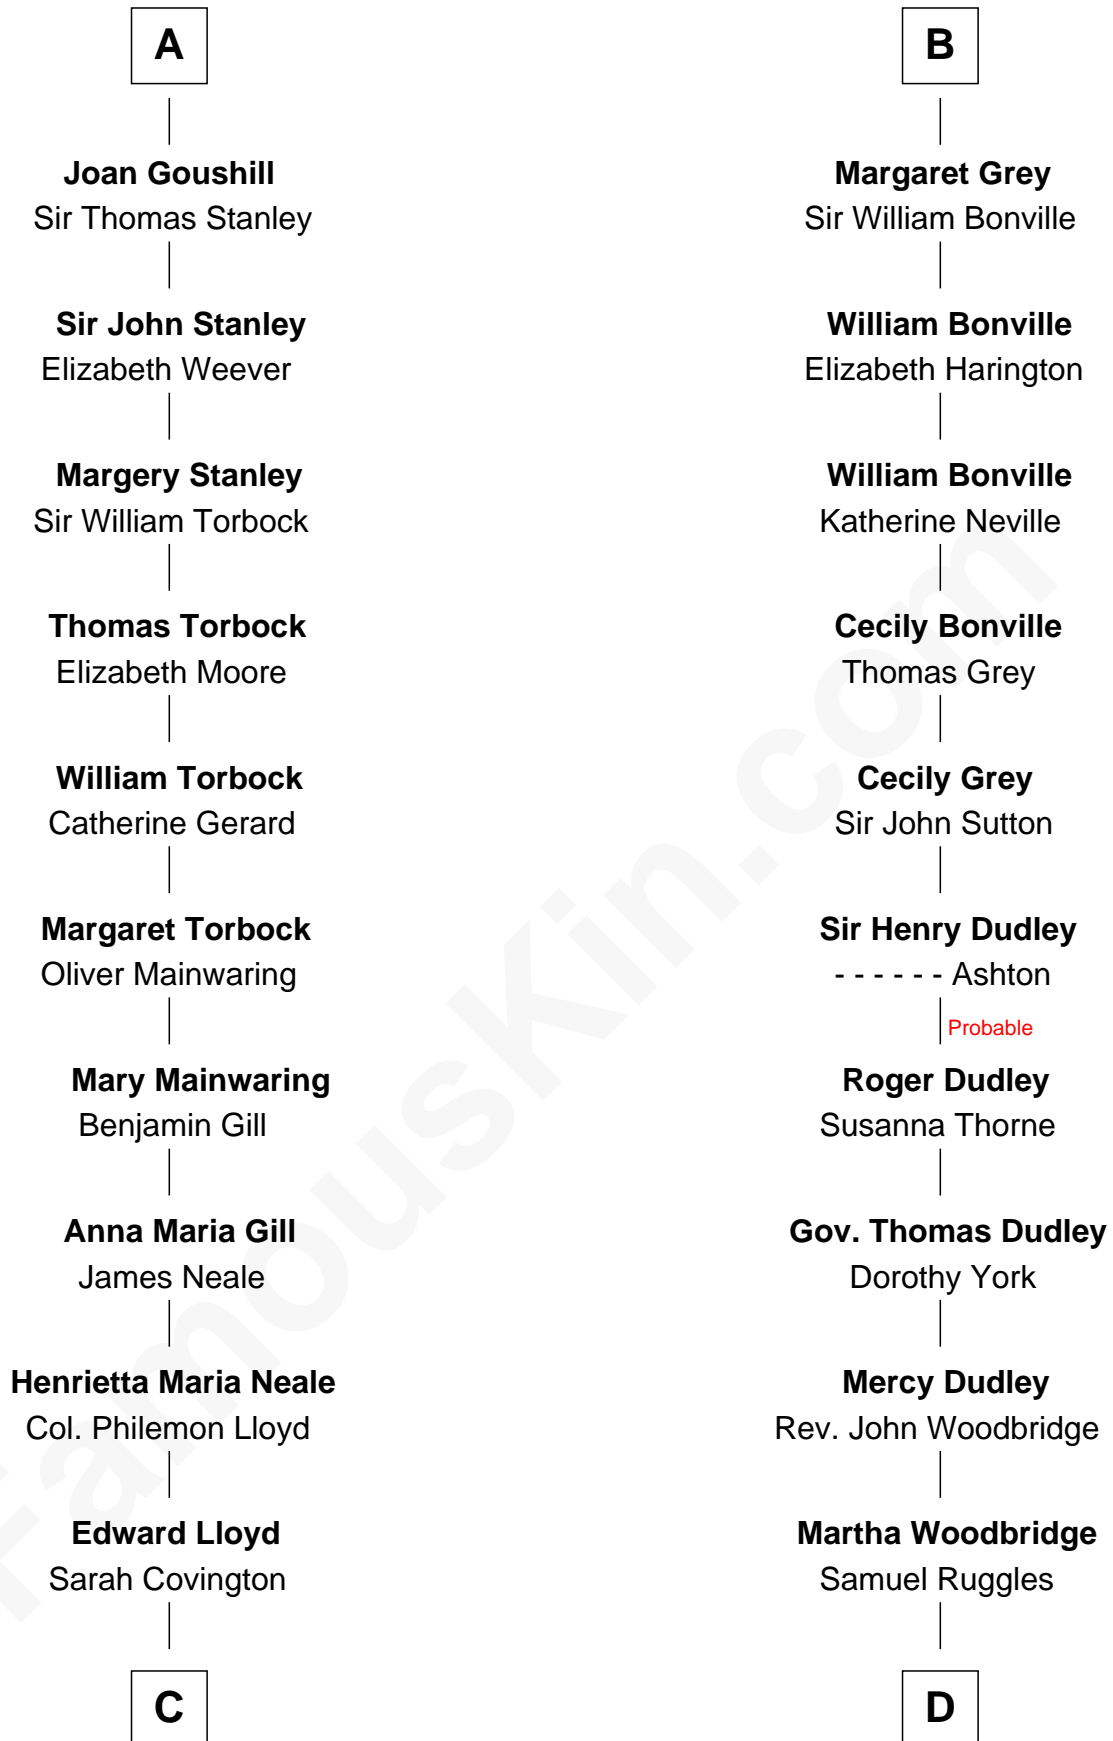 A
Joan Goushill
Sir Thomas Stanley
Sir John Stanley
Elizabeth Weever
Margery Stanley
Sir William Torbock
Thomas Torbock
Elizabeth Moore
William Torbock
Catherine Gerard
Margaret Torbock
Oliver Mainwaring
Mary Mainwaring
Benjamin Gill
Anna Maria Gill
James Neale
Henrietta Maria Neale
Col. Philemon Lloyd
Edward Lloyd
Sarah Covington
C
B
Margaret Grey
Sir William Bonville
William Bonville
Elizabeth Harington
William Bonville
Katherine Neville
Cecily Bonville
Thomas Grey
Cecily Grey
Sir John Sutton
Sir Henry Dudley
- - - - - - Ashton
Probable
Roger Dudley
Susanna Thorne
Gov. Thomas Dudley
Dorothy York
Mercy Dudley
Rev. John Woodbridge
Martha Woodbridge
Samuel Ruggles
D
FamousKin.com